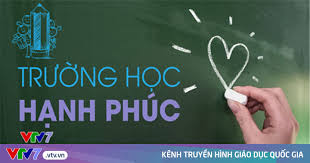 TRƯỜNG HỌC
HẠNH PHÚC
VTV7
VTV7
.vtv.vn
KÊNH TRUYỀN HÌNH GIÁO DỤC QUỐC GIA